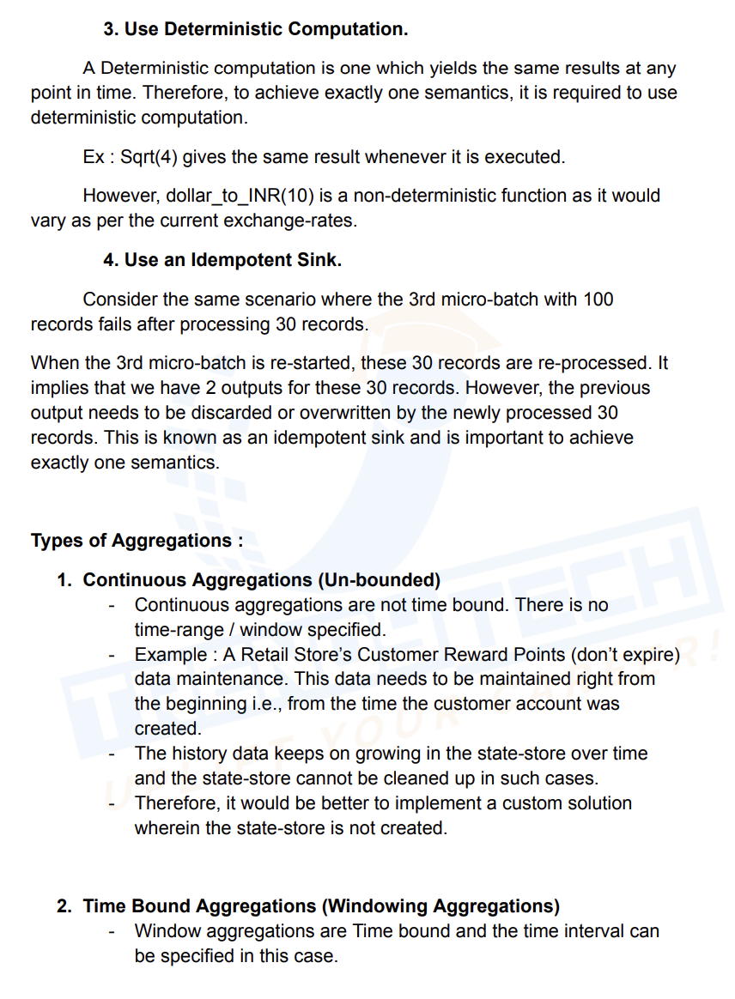 3. Use Deterministic Computation.
A Deterministic computation is one which yields the same results at any
point in time. Therefore, to achieve exactly one semantics, it is required to use
deterministic computation.
Ex : Sqrt(4) gives the same result whenever it is executed.
However, dollar_to_INR(10) is a non-deterministic function as it would
vary as per the current exchange-rates.
4. Use an Idempotent Sink.
Consider the same scenario where the 3rd micro-batch with 100
records fails after processing 30 records.
When the 3rd micro-batch is re-started, these 30 records are re-processed. It
implies that we have 2 outputs for these 30 records. However, the previous
output needs to be discarded or overwritten by the newly processed 30
records. This is known as an idempotent sink and is important to achieve
exactly one semantics.
Types of Aggregations :
1. Continuous Aggregations (Un-bounded)
- Continuous aggregations are not time bound. There is no
time-range / window specified.
- Example : A Retail Store’s Customer Reward Points (don’t expire)
data maintenance. This data needs to be maintained right from
the beginning i.e., from the time the customer account was
created.
- The history data keeps on growing in the state-store over time
and the state-store cannot be cleaned up in such cases.
- Therefore, it would be better to implement a custom solution
wherein the state-store is not created.
2. Time Bound Aggregations (Windowing Aggregations)
- Window aggregations are Time bound and the time interval can
be specified in this case.